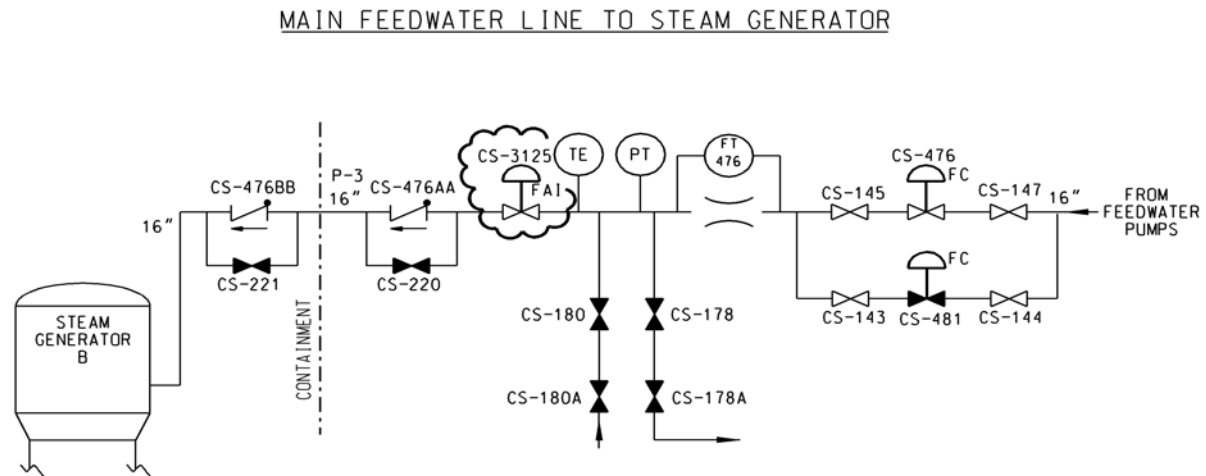 MAIN FEEDWATER LINE TO STEAM GENERATOR
CS-476BB
P-3
16"
CS-476AA
CS-3125
FAI
TE
PT
FT
476
CS-476
FC
CS-145
CS-147
16"
FROM
FEEDWATER
PUMPS
16"
CS-221
CS-220
FC
CS-143
CS-481
CS-144
STEAM
GENERATOR
B
CONTAINMENT
CS-180
CS-178
CS-180A
CS-178A